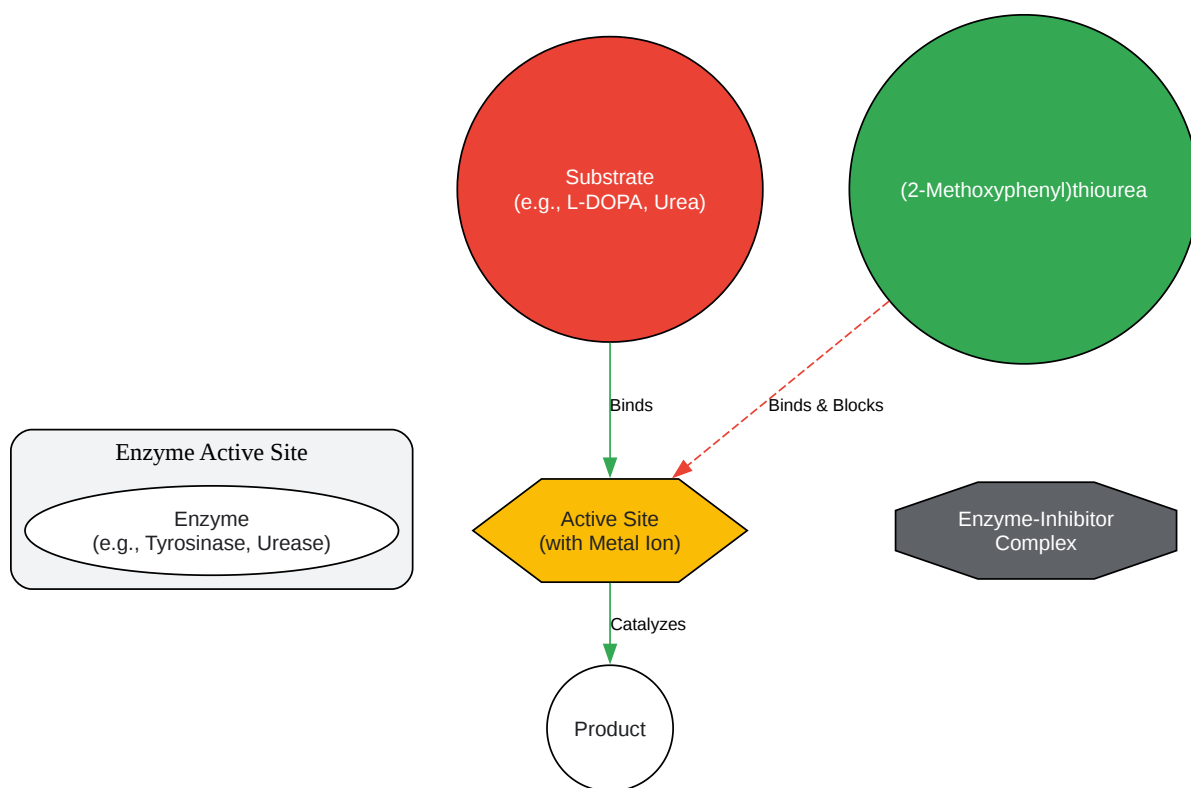 Substrate
(e.g., L-DOPA, Urea)
(2-Methoxyphenyl)thiourea
Binds
Binds & Blocks
Enzyme Active Site
Enzyme
(e.g., Tyrosinase, Urease)
Active Site
(with Metal Ion)
Enzyme-Inhibitor
Complex
Catalyzes
Product